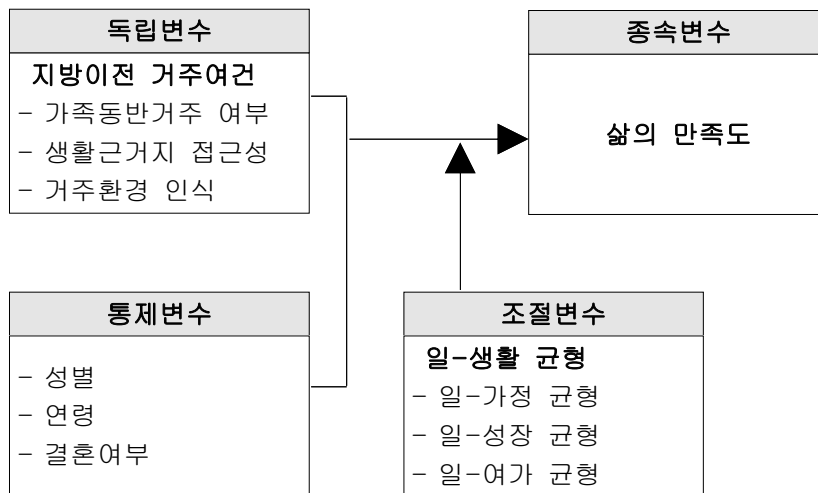 독립변수
지방이전 거주여건
- 가족동반거주 여부
- 생활근거지 접근성
- 거주환경 인식
종속변수
삶의 만족도
통제변수
- 성별
- 연령
- 결혼여부
조절변수
일-생활 균형
- 일-가정 균형
- 일-성장 균형
- 일-여가 균형